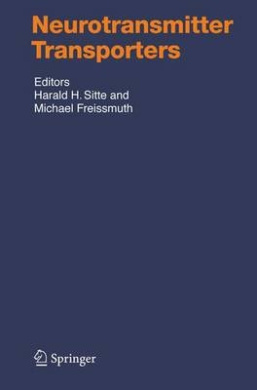 Neurotransmitter
Transporters
Editors
Harald H. Sitte and
Michael Freissmuth
Springer